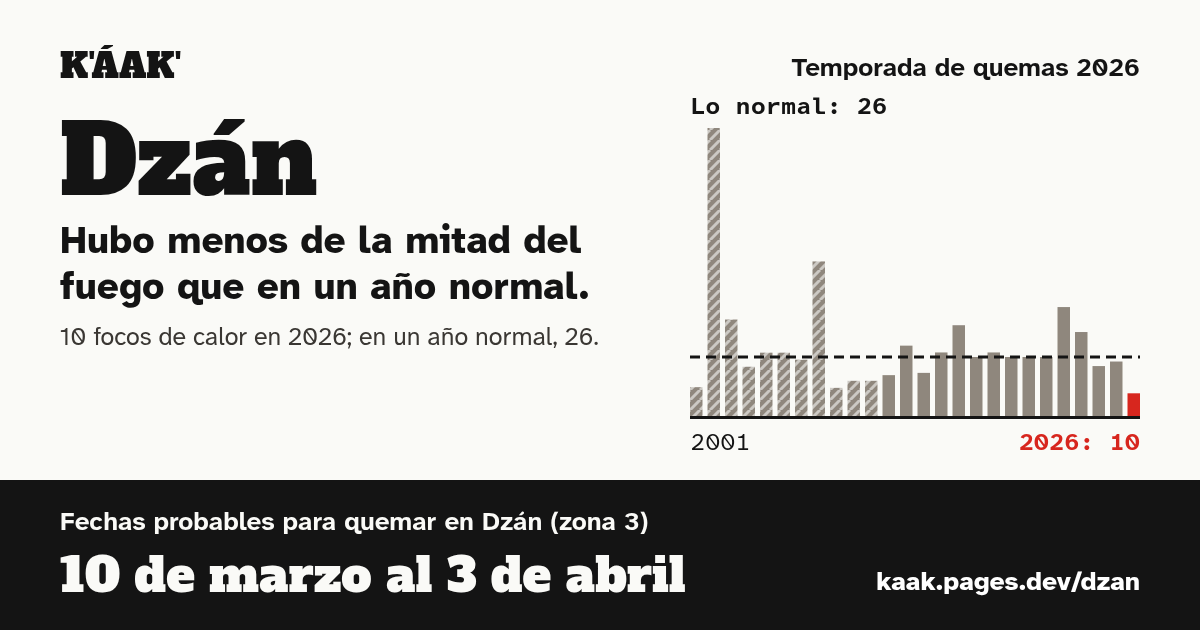 K'ÁAK'
Dzán
Hubo menos de la mitad del
fuego que en un año normal.
10 focos de calor en 2026; en un año normal, 26.
Temporada de quemas 2026
Lo normal: 26
2001
2026: 10
Fechas probables para quemar en Dzán (zona 3)
10 de marzo al 3 de abril
kaak.pages.dev/dzan